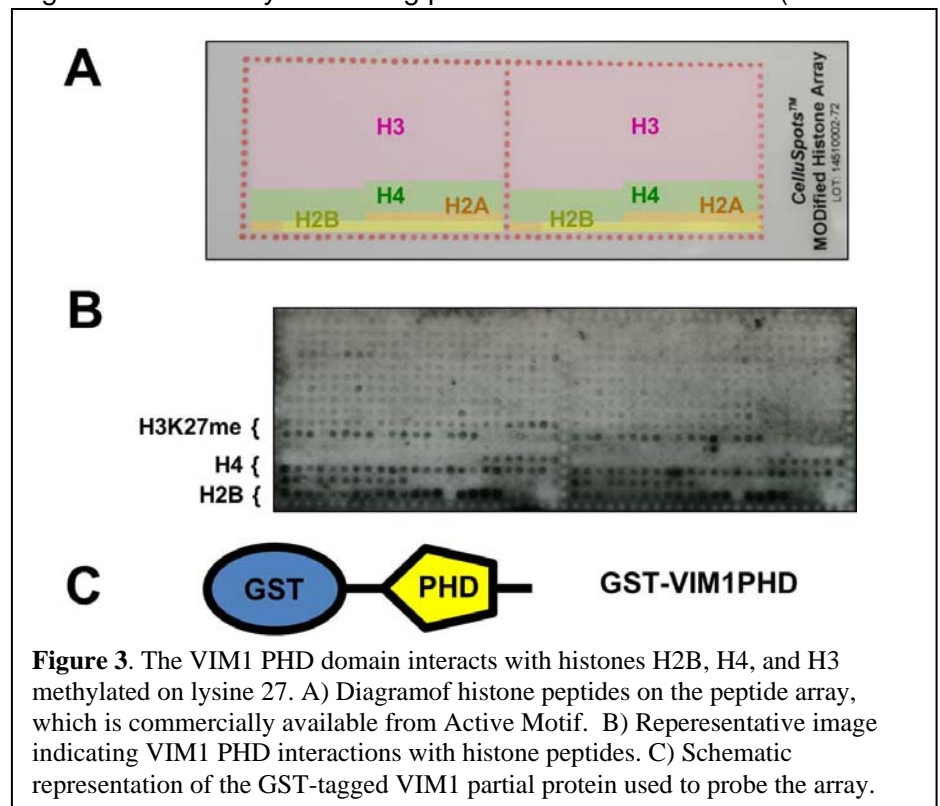 A
H3
H3
H4
H4
H2A
H2A
H2B
H2B
CelluSpots™
MODified Histone Array
LOT: 14510002-72
B
H3K27me {
H4 {
H2B {
C
GST
PHD
GST-VIM1PHD
Figure 3. The VIM1 PHD domain interacts with histones H2B, H4, and H3
methylated on lysine 27. A) Diagramof histone peptides on the peptide array,
which is commercially available from Active Motif.  B) Reperesentative image
indicating VIM1 PHD interactions with histone peptides. C) Schematic
representation of the GST-tagged VIM1 partial protein used to probe the array.